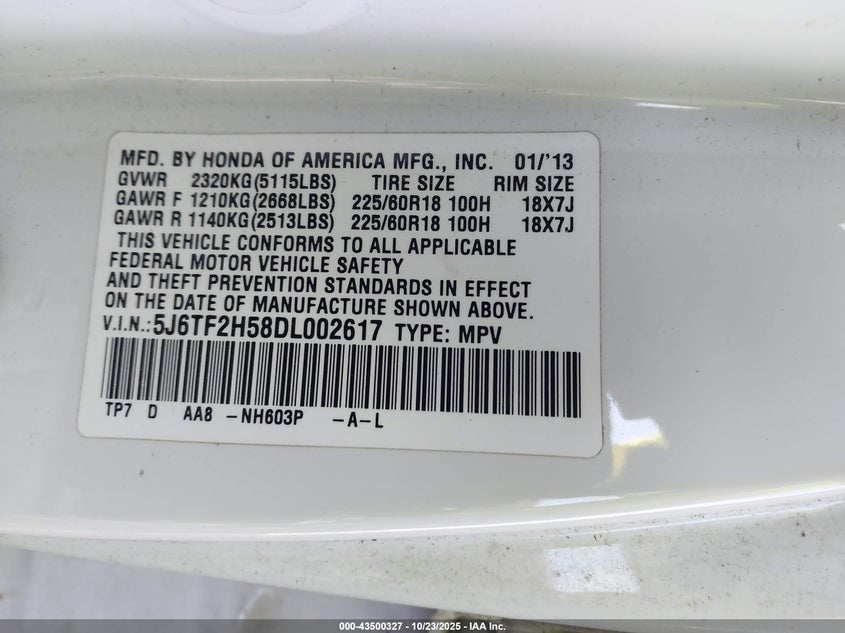 MFD. BY HONDA OF AMERICA MFG., INC. 01/'13
GVWR 2320KG(5115LBS) TIRE SIZE RIM SIZE
GAWR F 1210KG(2668LBS) 225/60R18 100H 18X7J
GAWR R 1140KG(2513LBS) 225/60R18 100H 18X7J
THIS VEHICLE CONFORMS TO ALL APPLICABLE
FEDERAL MOTOR VEHICLE SAFETY
AND THEFT PREVENTION STANDARDS IN EFFECT
ON THE DATE OF MANUFACTURE SHOWN ABOVE.
V.I.N.:5J6TF2H58DL002617 TYPE: MPV
TP7 D AA8 -NH603P -A-L
000-43500327 - 10/23/2025 - IAA Inc.